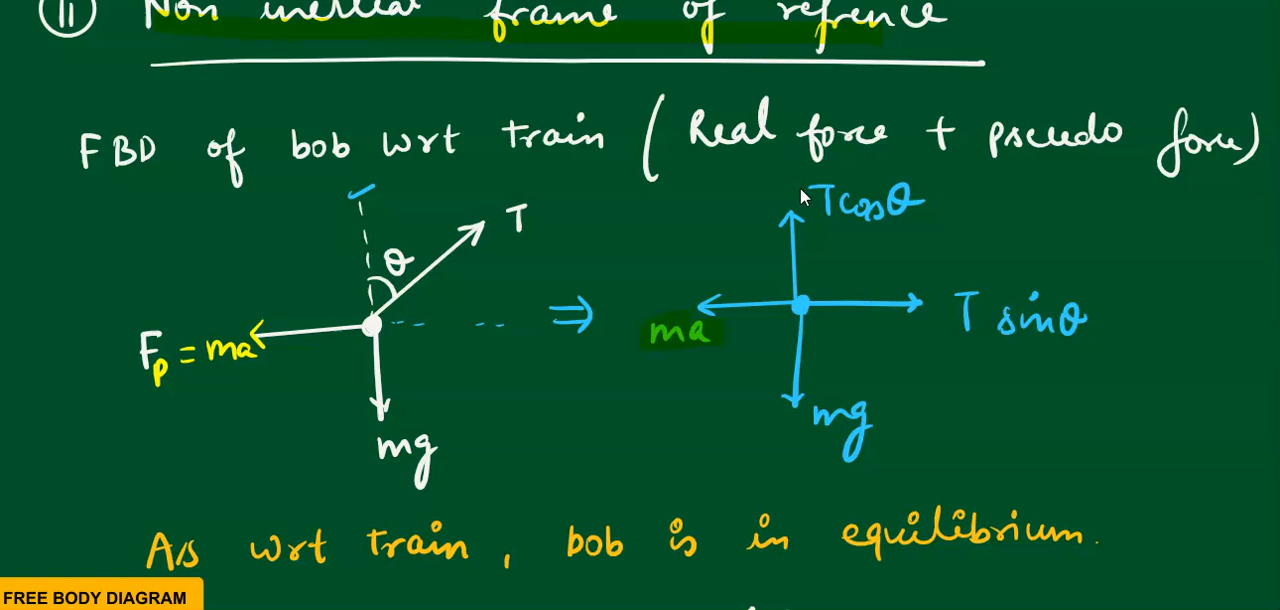 (ii) Non inertial frame of refrence
FBD of bob wrt train ( Real force + pseudo force)
T
θ
Fp = ma
mg
⇒
Tcosθ
ma
T sinθ
mg
As wrt train, bob is in equilibrium.
FREE BODY DIAGRAM